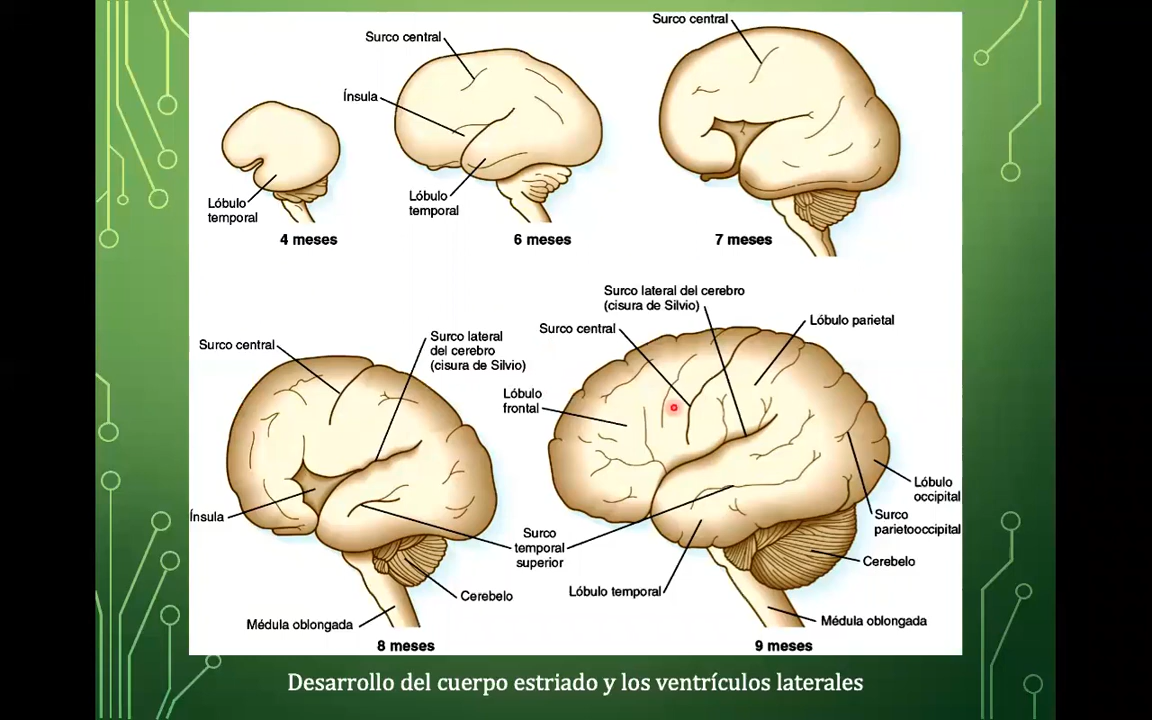 Surco central
Ínsula
Lóbulo
temporal
4 meses
Lóbulo
temporal
6 meses
Surco central
7 meses
Surco central
Surco lateral
del cerebro
(cisura de Silvio)
Ínsula
Surco
temporal
superior
Cerebelo
Médula oblongada
8 meses
Surco lateral del cerebro
(cisura de Silvio)
Surco central
Lóbulo parietal
Lóbulo
frontal
Lóbulo
occipital
Surco
parietooccipital
Cerebelo
Lóbulo temporal
Médula oblongada
9 meses
Desarrollo del cuerpo estriado y los ventrículos laterales